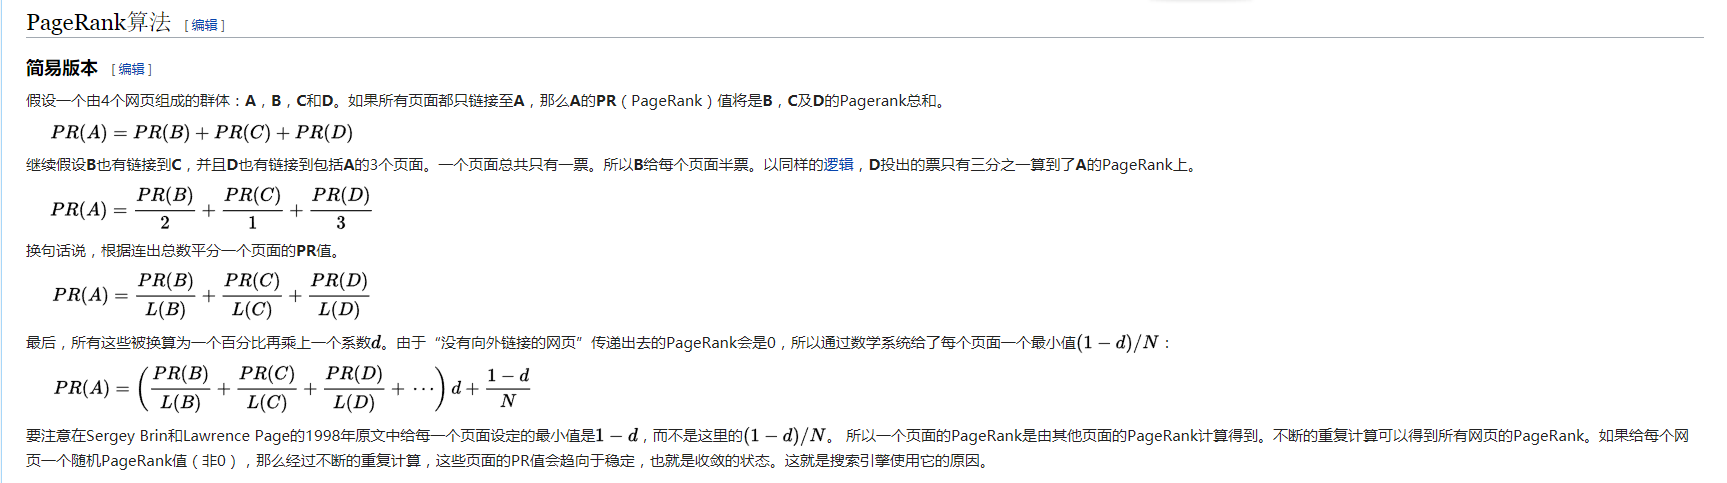 PageRank算法 [ 编辑 ]
简易版本 [ 编辑 ]
假设一个由4个网页组成的群体：A，B，C和D。如果所有页面都只链接至A，那么A的PR（PageRank）值将是B，C及D的Pagerank总和。
PR(A) = PR(B) + PR(C) + PR(D)
继续假设B也有链接到C，并且D也有链接到包括A的3个页面。一个页面总共只有一票。所以B给每个页面半票。以同样的逻辑，D投出的票只有三分之一算到了A的PageRank上。
PR(A) = PR(B)/2 + PR(C)/1 + PR(D)/3
换句话说，根据连出总数平分一个页面的PR值。
PR(A) = PR(B)/L(B) + PR(C)/L(C) + PR(D)/L(D)
最后，所有这些被换算为一个百分比再乘上一个系数d。由于“没有向外链接的网页”传递出去的PageRank会是0，所以通过数学系统给了每个页面一个最小值(1 − d)/N：
PR(A) = (PR(B)/L(B) + PR(C)/L(C) + PR(D)/L(D) + ⋯) d + (1 − d)/N
要注意在Sergey Brin和Lawrence Page的1998年原文中给每一个页面设定的最小值是1 − d，而不是这里的(1 − d)/N。 所以一个页面的PageRank是由其他页面的PageRank计算得到。不断的重复计算可以得到所有网页的PageRank。如果给每个网
页一个随机PageRank值（非0），那么经过不断的重复计算，这些页面的PR值会趋向于稳定，也就是收敛的状态。这就是搜索引擎使用它的原因。